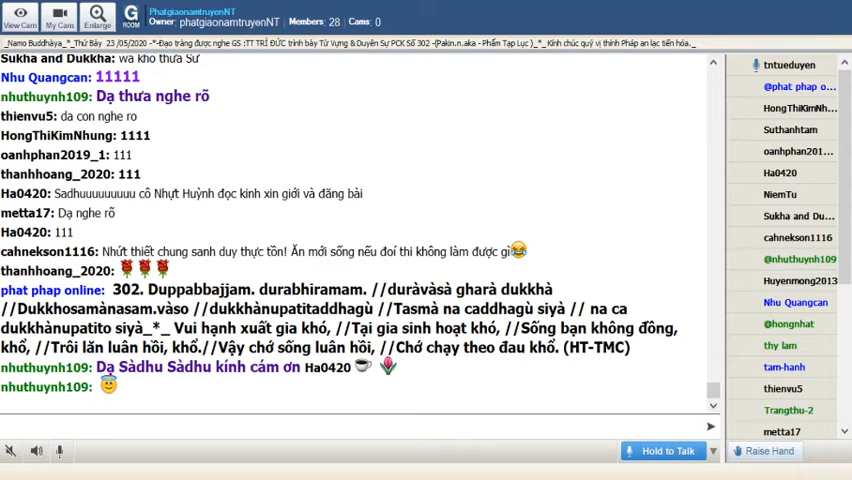 View Cam
My Cam
Enlarge
G
ROOM
PhatgiaonamtruyenNT
Owner: phatgiaonamtruyenNT | Members: 28 | Cams: 0
_Namo Buddhàya_*_Thứ Bảy 23 /05/2020 -*-Đạo tràng được nghe GS :TT TRÍ ĐỨC trình bày Từ Vựng & Duyên Sự PCK Số 302 -(Pakin.n.aka - Phẩm Tạp Lục )_*_ Kính chúc quý vị thính Pháp an lạc tiến hóa._
Sukha and Dukkha: wa kho thưa Sư
Nhu Quangcan: 11111
nhuthuynh109: Dạ thưa nghe rõ
thienvu5: da con nghe ro
HongThiKimNhung: 1111
oanhphan2019_1: 111
thanhhoang_2020: 111
Ha0420: Sadhuuuuuuuuu cô Nhựt Huỳnh đọc kinh xin giới và đăng bài
metta17: Dạ nghe rõ
Ha0420: 111
cahnekson1116: Nhứt thiết chung sanh duy thực tồn! Ăn mới sống nếu đoí thi không làm được gì
thanhhoang_2020:
phat phap online: 302. Duppabbajjam. durabhiramam. //duràvàsà gharà dukkhà
//Dukkhosamànasam.vàso //dukkhànupatitaddhagù //Tasmà na caddhagù siyà // na ca
dukkhànupatito siyà_*_ Vui hạnh xuất gia khó, //Tại gia sinh hoạt khó, //Sống bạn không đồng,
khổ, //Trôi lăn luân hồi, khổ.//Vậy chớ sống luân hồi, //Chớ chạy theo đau khổ. (HT-TMC)
nhuthuynh109: Dạ Sàdhu Sàdhu kính cám ơn Ha0420
nhuthuynh109:
Hold to Talk
tntueduyen
@phat phap o...
HongThiKimNh...
Suthanhtam
oanhphan201...
Ha0420
NiemTu
Sukha and Du...
cahnekson1116
@nhuthuynh109
Huyenmong2013
Nhu Quangcan
@hongnhat
thy lam
tam-hanh
thienvu5
Trangthu-2
metta17
Raise Hand